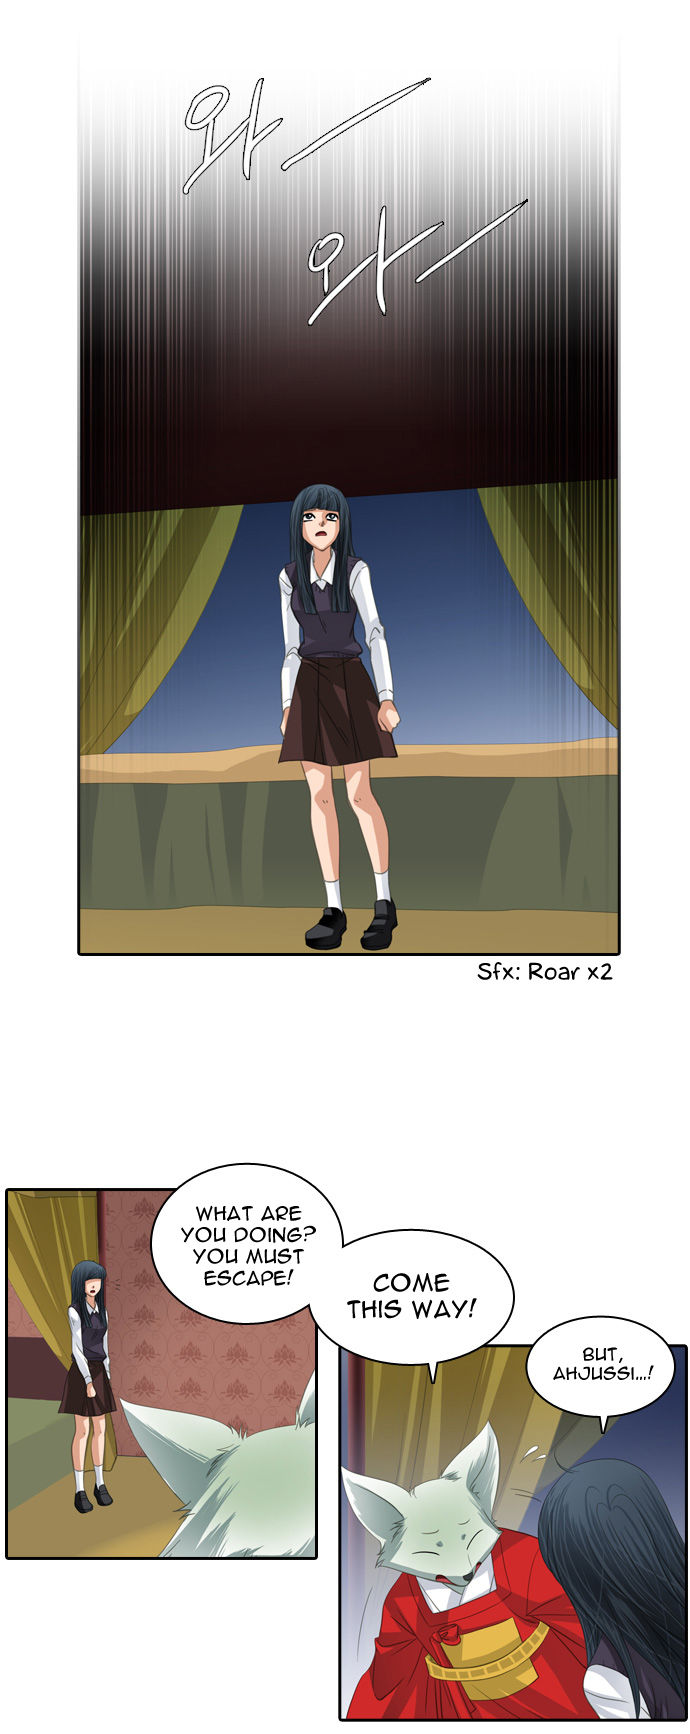 와—
와—
Sfx: Roar x2
WHAT ARE
YOU DOING?
YOU MUST
ESCAPE!
COME
THIS WAY!
BUT,
AHJUSSI...!